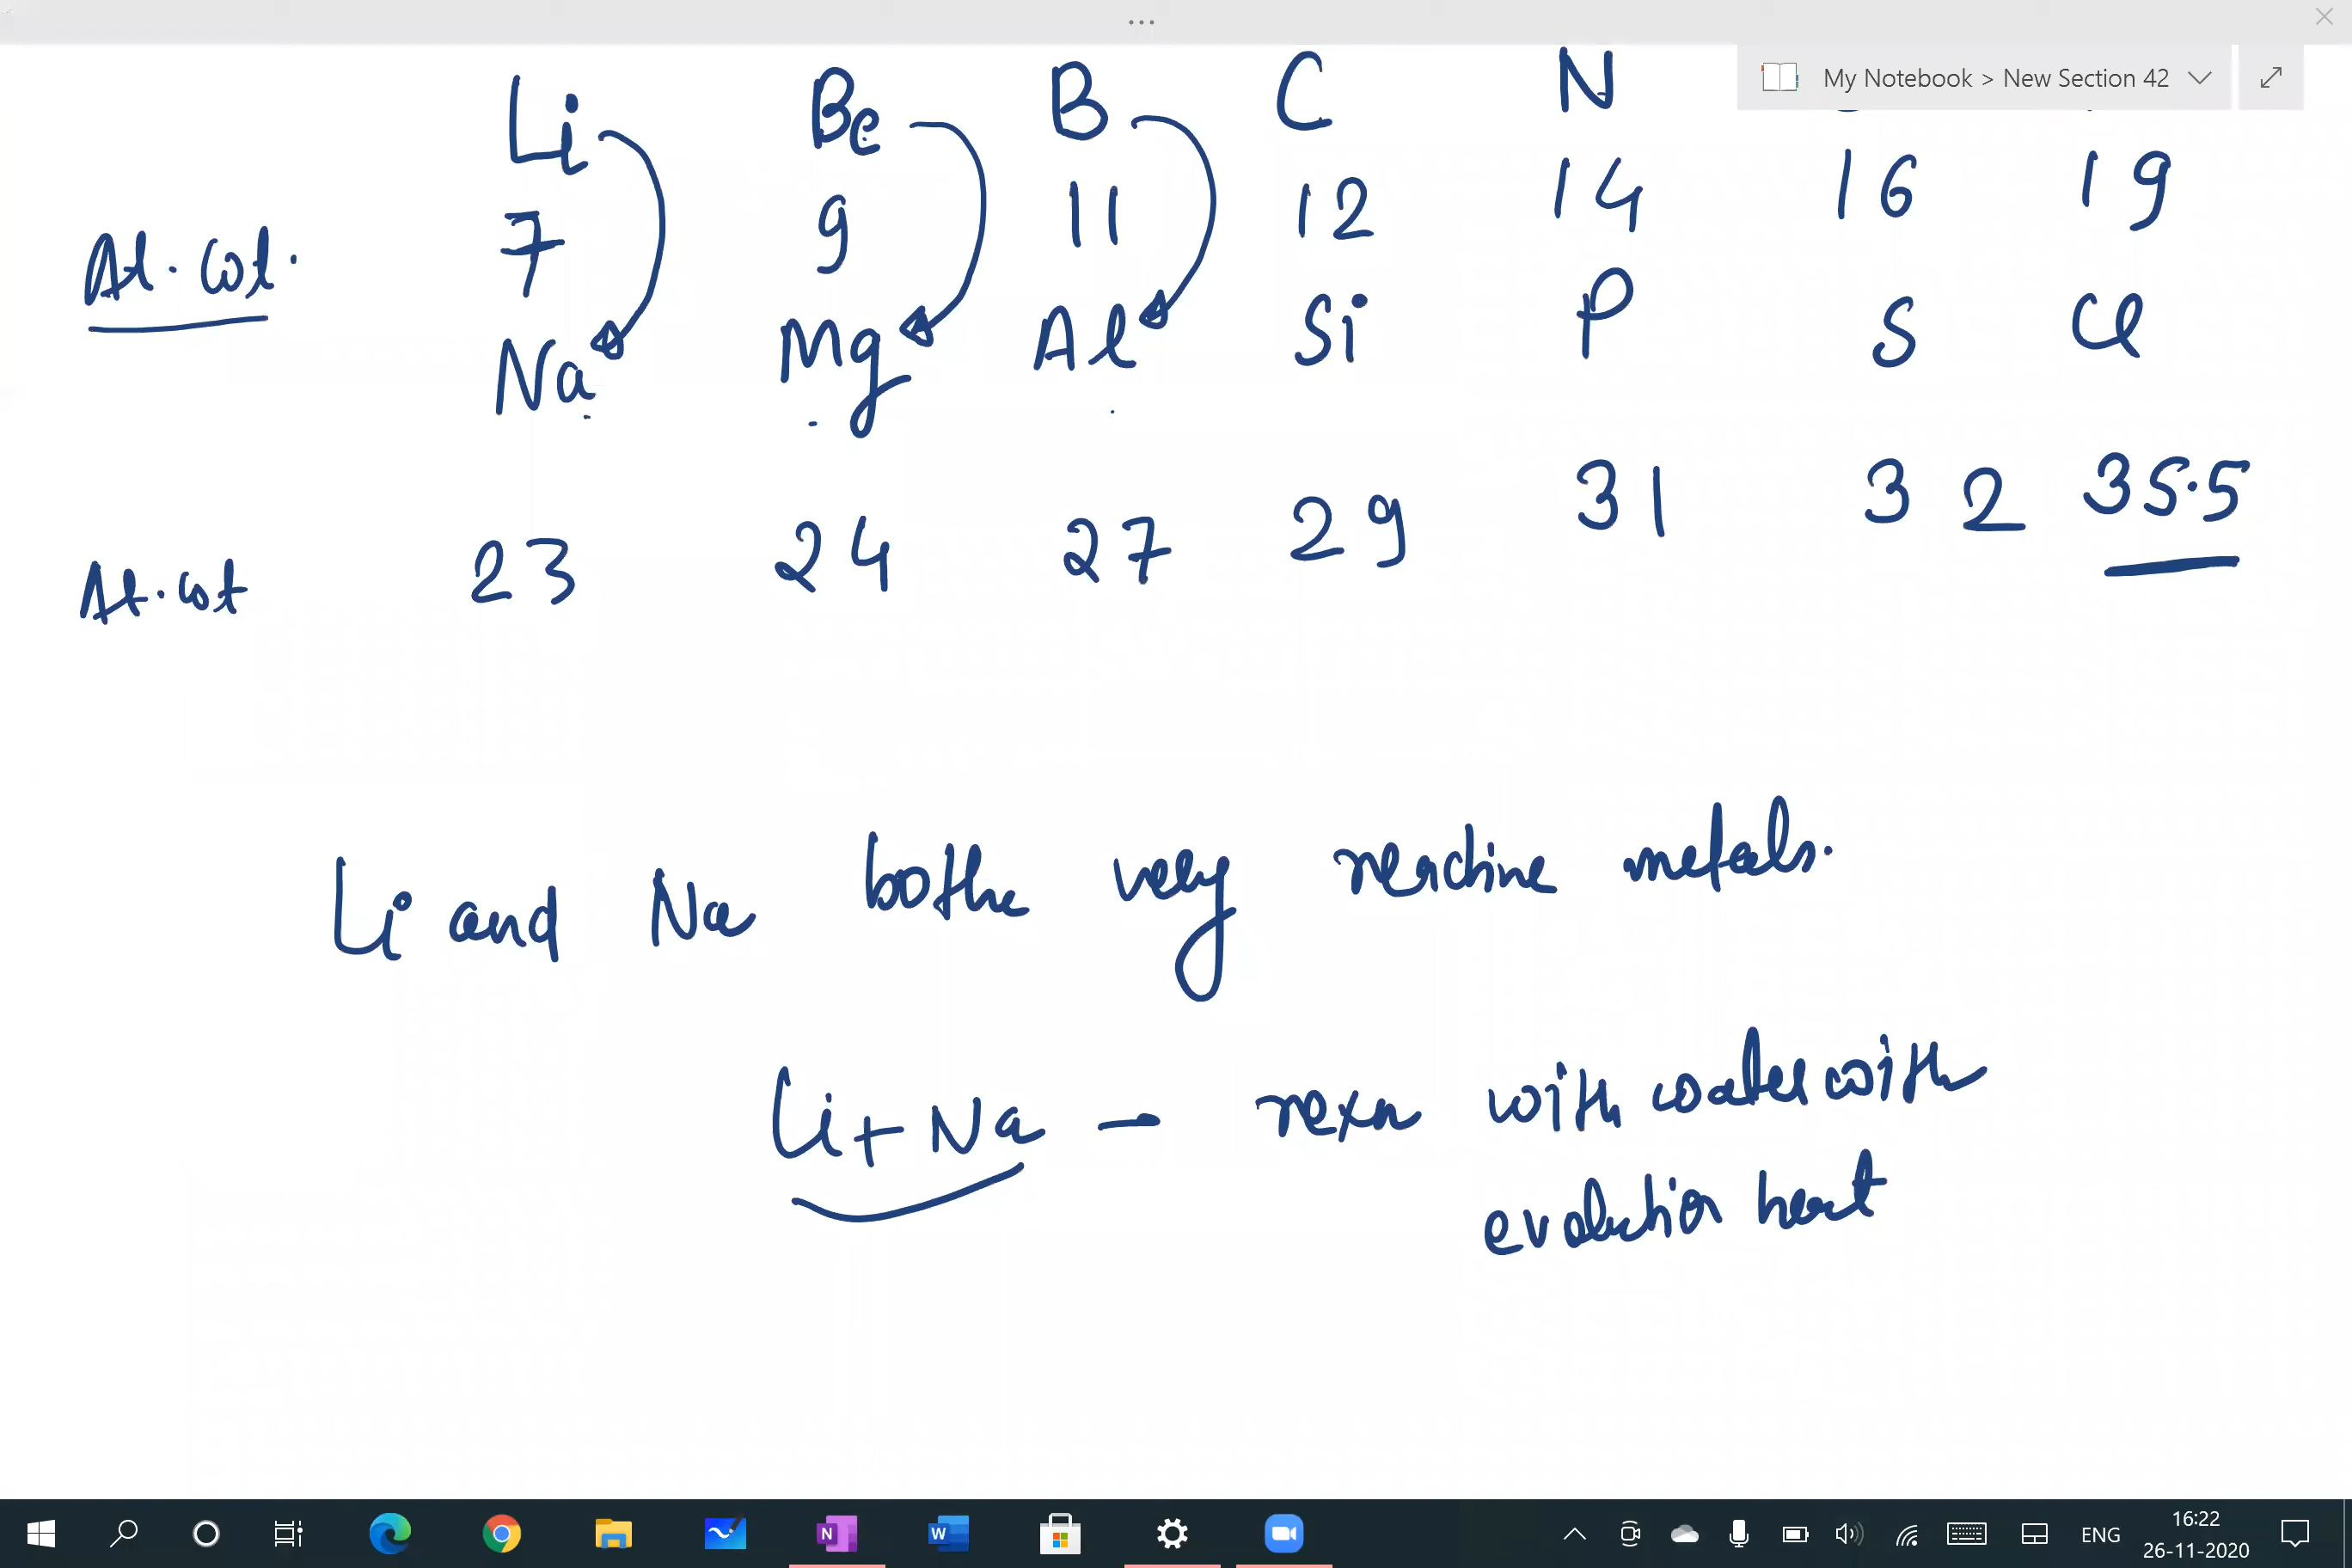 ...
My Notebook > New Section 42
Li Be B C N
At. wt. 7 9 11 12 14 16 19
Na Mg Al Si P S Cl
At. wt 23 24 27 29 31 32 35.5
Li and Na bothe very reactive metals.
Li + Na — rexn with water with
evolution heat
ENG
16:22
26-11-2020